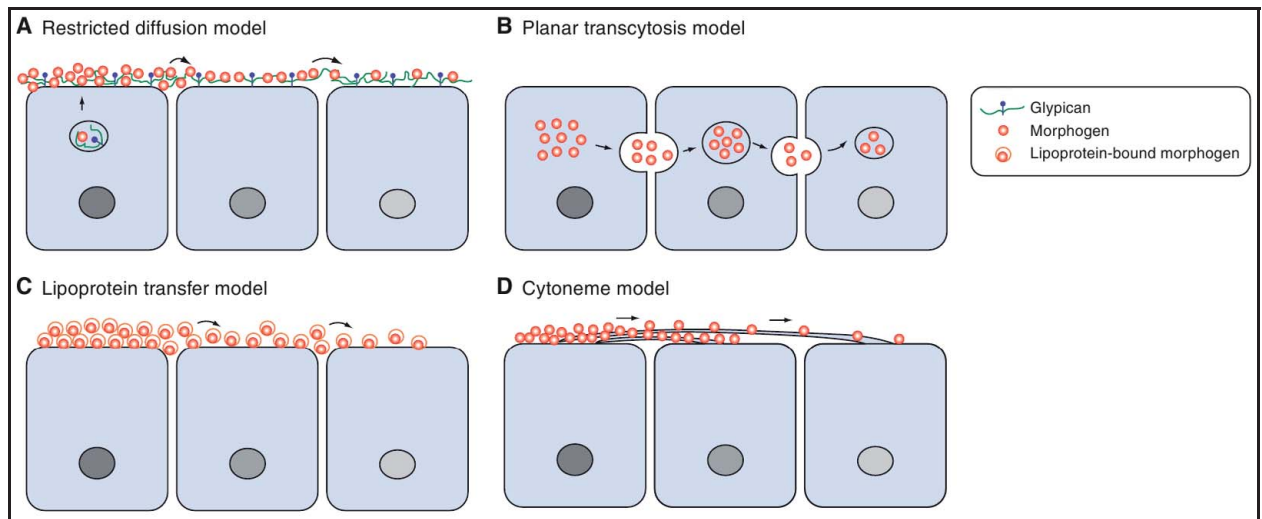 A Restricted diffusion model
B Planar transcytosis model
Glypican
Morphogen
Lipoprotein-bound morphogen
C Lipoprotein transfer model
D Cytoneme model